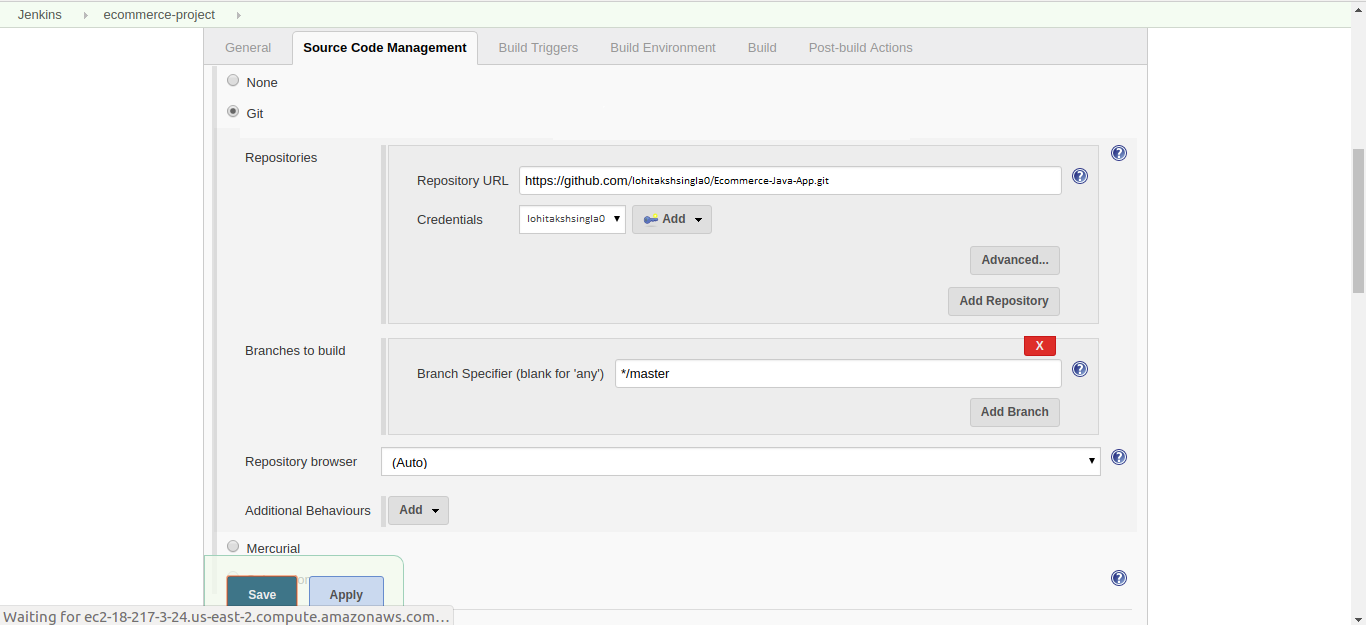 Jenkins ecommerce-project
General Source Code Management Build Triggers Build Environment Build Post-build Actions
None
Git
Repositories
Repository URL https://github.com/lohitakshsingla0/Ecommerce-Java-App.git
Credentials lohitakshsingla0 Add
Advanced...
Add Repository
Branches to build
X
Branch Specifier (blank for 'any') */master
Add Branch
Repository browser (Auto)
Additional Behaviours Add
Mercurial
Save Apply
Waiting for ec2-18-217-3-24.us-east-2.compute.amazonaws.com…